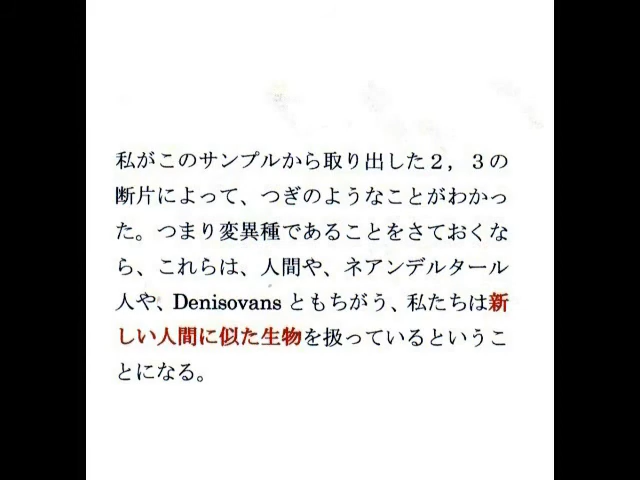 私がこのサンプルから取り出した２，３の
断片によって、つぎのようなことがわかっ
た。つまり変異種であることをさておくな
ら、これらは、人間や、ネアンデルタール
人や、Denisovans ともちがう、私たちは新
しい人間に似た生物を扱っているというこ
とになる。